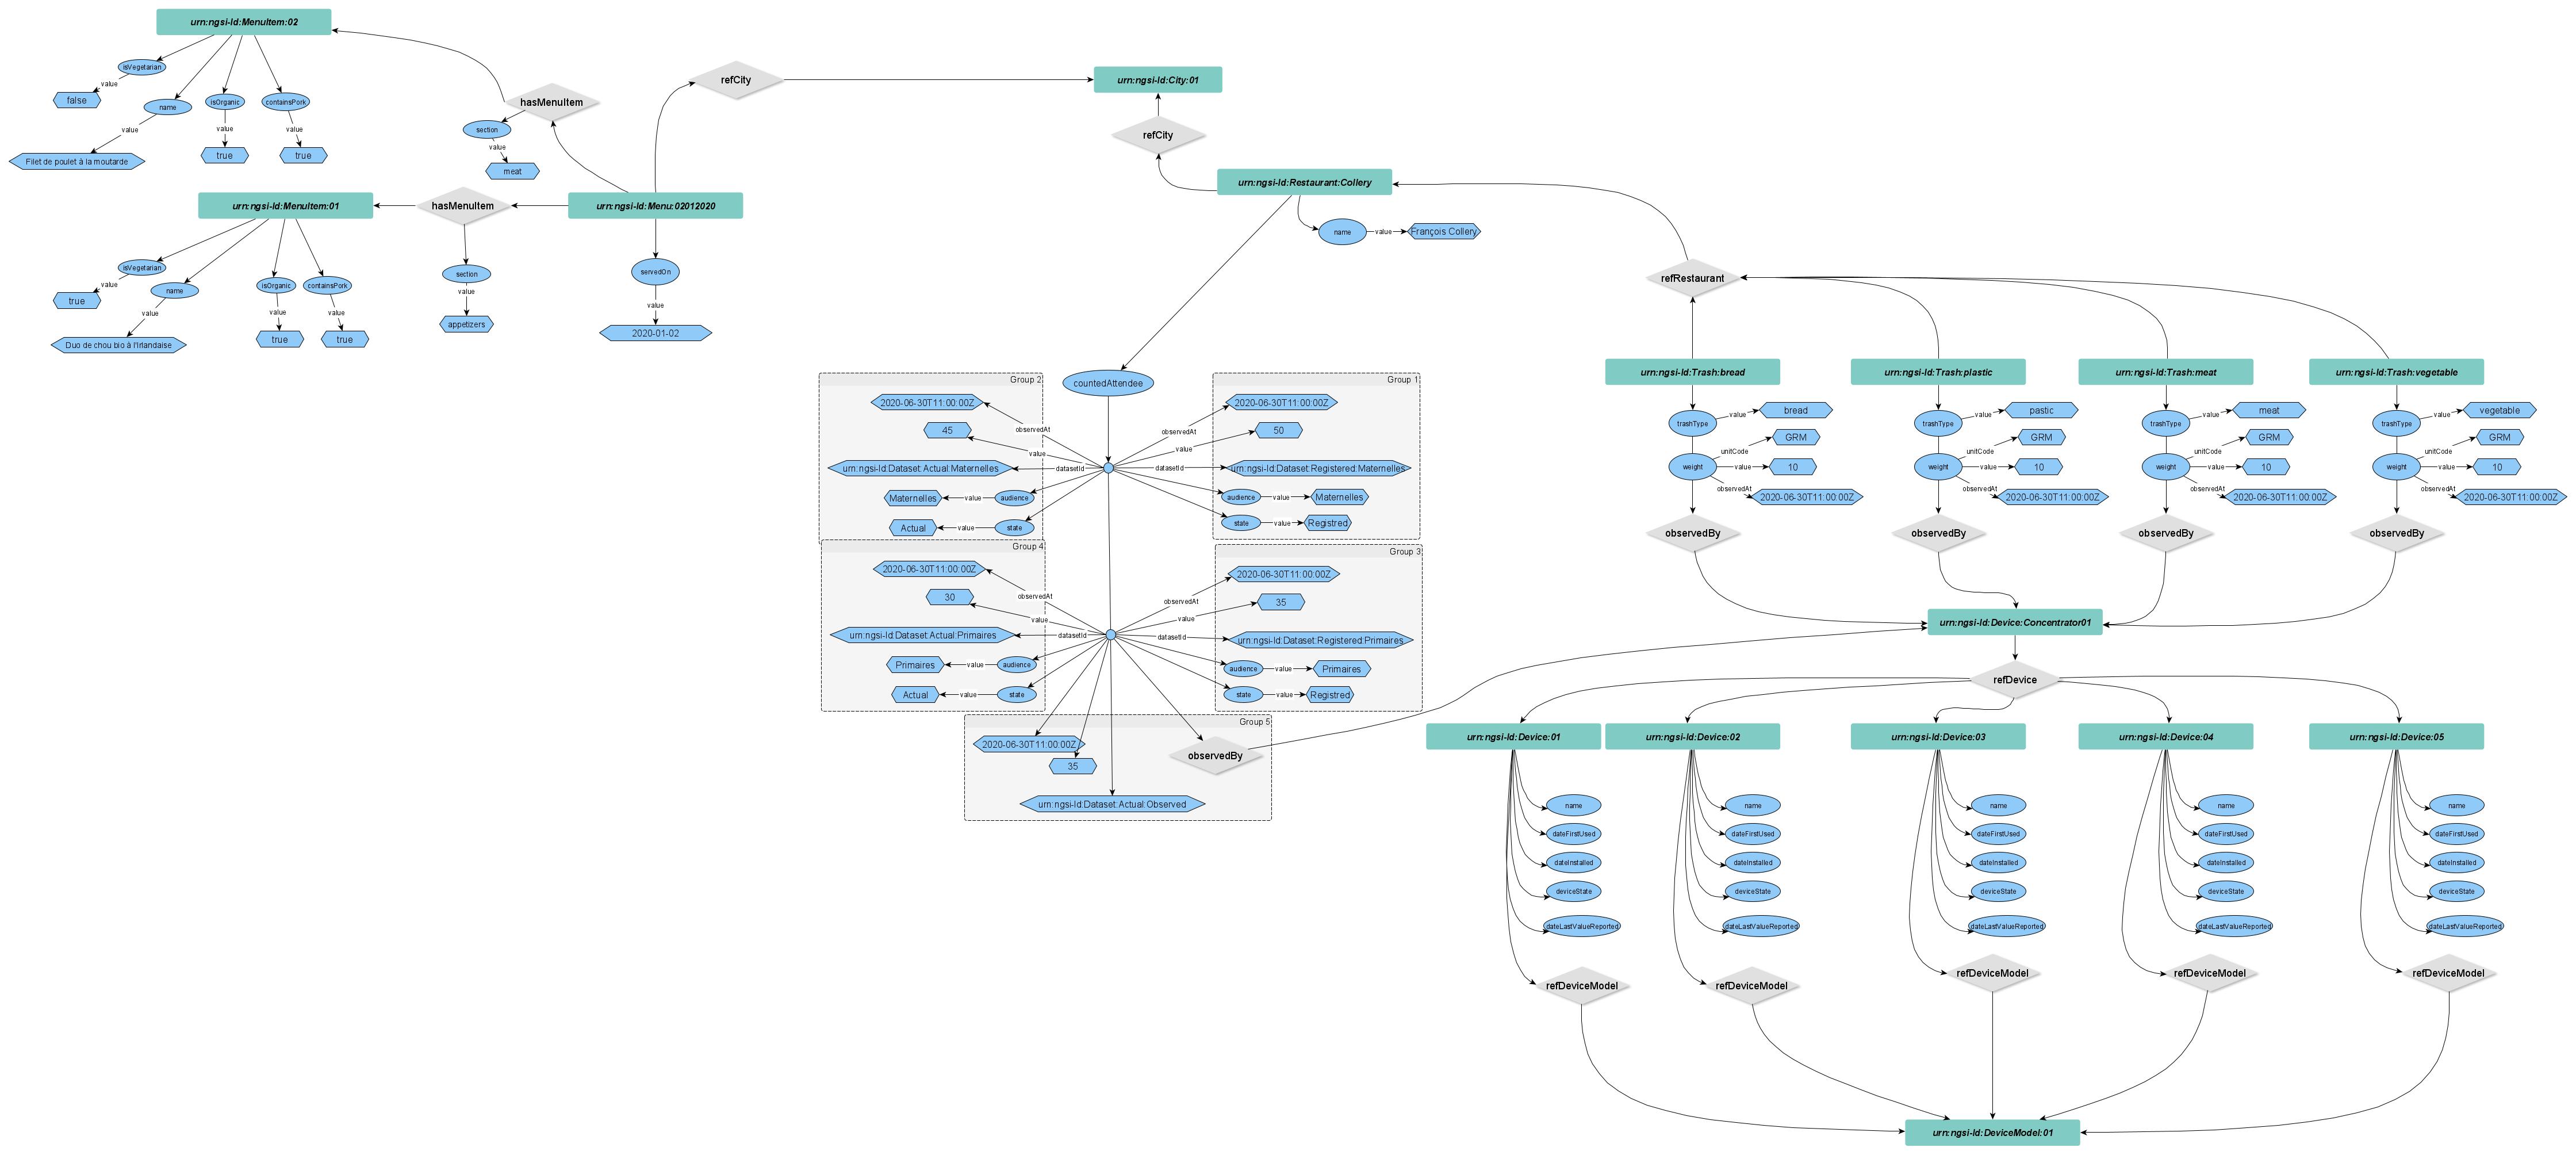 urn:ngsi-ld:MenuItem:02
isVegetarian
value
false
name
value
Filet de poulet à la moutarde
isOrganic
value
true
containsPork
value
true
hasMenuItem
section
value
meat
refCity
urn:ngsi-ld:City:01
refCity
urn:ngsi-ld:MenuItem:01
hasMenuItem
urn:ngsi-ld:Menu:02012020
isVegetarian
value
true
name
value
Duo de chou bio à l'Irlandaise
isOrganic
value
true
containsPork
value
true
section
value
appetizers
servedOn
value
2020-01-02
urn:ngsi-ld:Restaurant:Collery
name
value
François Collery
refRestaurant
countedAttendee
Group 2
2020-06-30T11:00:00Z
observedAt
45
value
urn:ngsi-ld:Dataset:Actual:Maternelles
datasetId
Maternelles
value
audience
Actual
value
state
Group 1
observedAt
2020-06-30T11:00:00Z
value
50
datasetId
urn:ngsi-ld:Dataset:Registered:Maternelles
audience
value
Maternelles
state
value
Registred
Group 4
2020-06-30T11:00:00Z
observedAt
30
value
urn:ngsi-ld:Dataset:Actual:Primaires
datasetId
Primaires
value
audience
Actual
value
state
Group 3
observedAt
2020-06-30T11:00:00Z
value
35
datasetId
urn:ngsi-ld:Dataset:Registered:Primaires
audience
value
Primaires
state
value
Registred
Group 5
2020-06-30T11:00:00Z
35
observedBy
urn:ngsi-ld:Dataset:Actual:Observed
urn:ngsi-ld:Trash:bread
trashType
value
bread
unitCode
GRM
weight
value
10
observedAt
2020-06-30T11:00:00Z
observedBy
urn:ngsi-ld:Trash:plastic
trashType
value
pastic
unitCode
GRM
weight
value
10
observedAt
2020-06-30T11:00:00Z
observedBy
urn:ngsi-ld:Trash:meat
trashType
value
meat
unitCode
GRM
weight
value
10
observedAt
2020-06-30T11:00:00Z
observedBy
urn:ngsi-ld:Trash:vegetable
trashType
value
vegetable
unitCode
GRM
weight
value
10
observedAt
2020-06-30T11:00:00Z
observedBy
urn:ngsi-ld:Device:Concentrator01
refDevice
urn:ngsi-ld:Device:01
name
dateFirstUsed
dateInstalled
deviceState
dateLastValueReported
refDeviceModel
urn:ngsi-ld:Device:02
name
dateFirstUsed
dateInstalled
deviceState
dateLastValueReported
refDeviceModel
urn:ngsi-ld:Device:03
name
dateFirstUsed
dateInstalled
deviceState
dateLastValueReported
refDeviceModel
urn:ngsi-ld:Device:04
name
dateFirstUsed
dateInstalled
deviceState
dateLastValueReported
refDeviceModel
urn:ngsi-ld:Device:05
name
dateFirstUsed
dateInstalled
deviceState
dateLastValueReported
refDeviceModel
urn:ngsi-ld:DeviceModel:01